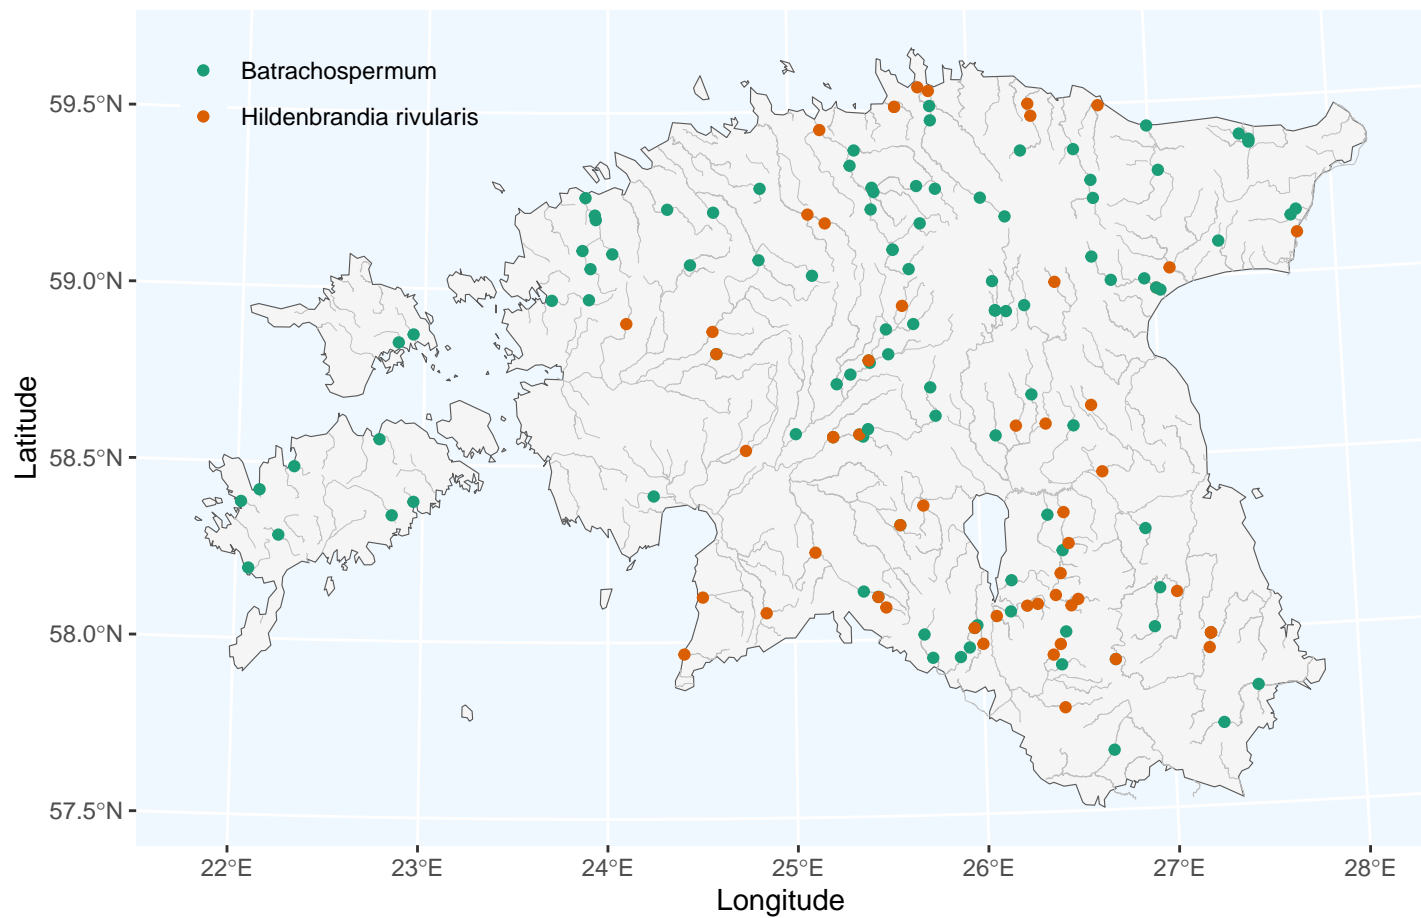 Batrachospermum
Hildenbrandia rivularis
59.5°N
59.0°N
58.5°N
58.0°N
57.5°N
Latitude
22°E 23°E 24°E 25°E 26°E 27°E 28°E
Longitude